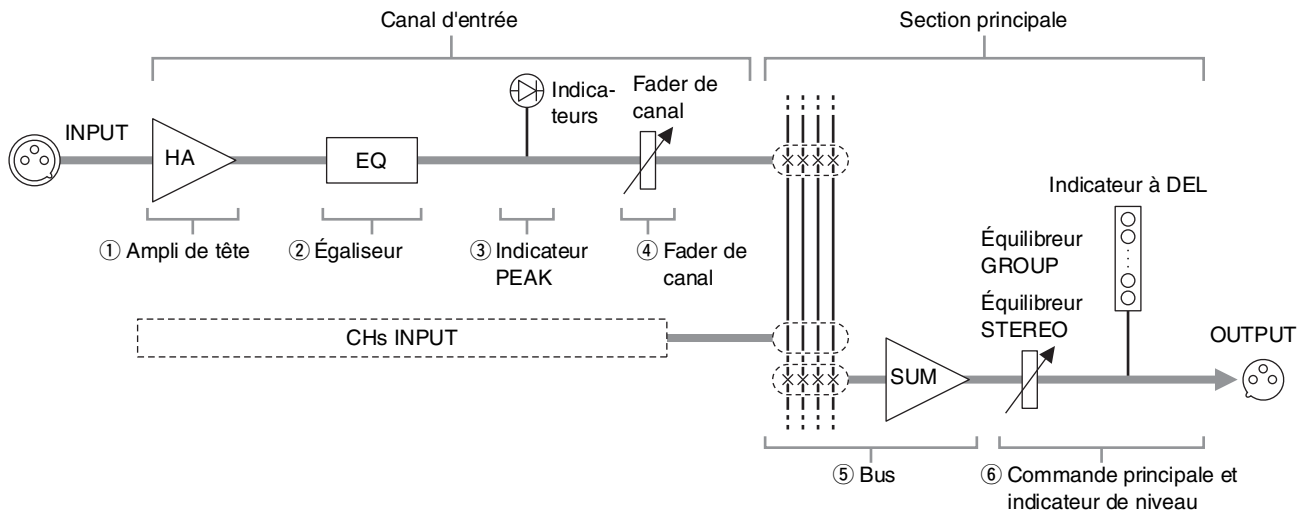 Canal d'entrée
Section principale
INPUT
HA
EQ
Indica-
teurs
Fader de
canal
① Ampli de tête
② Égaliseur
③ Indicateur
PEAK
④ Fader de
canal
Indicateur à DEL
Équilibreur
GROUP
Équilibreur
STEREO
CHs INPUT
SUM
OUTPUT
⑤ Bus
⑥ Commande principale et
indicateur de niveau